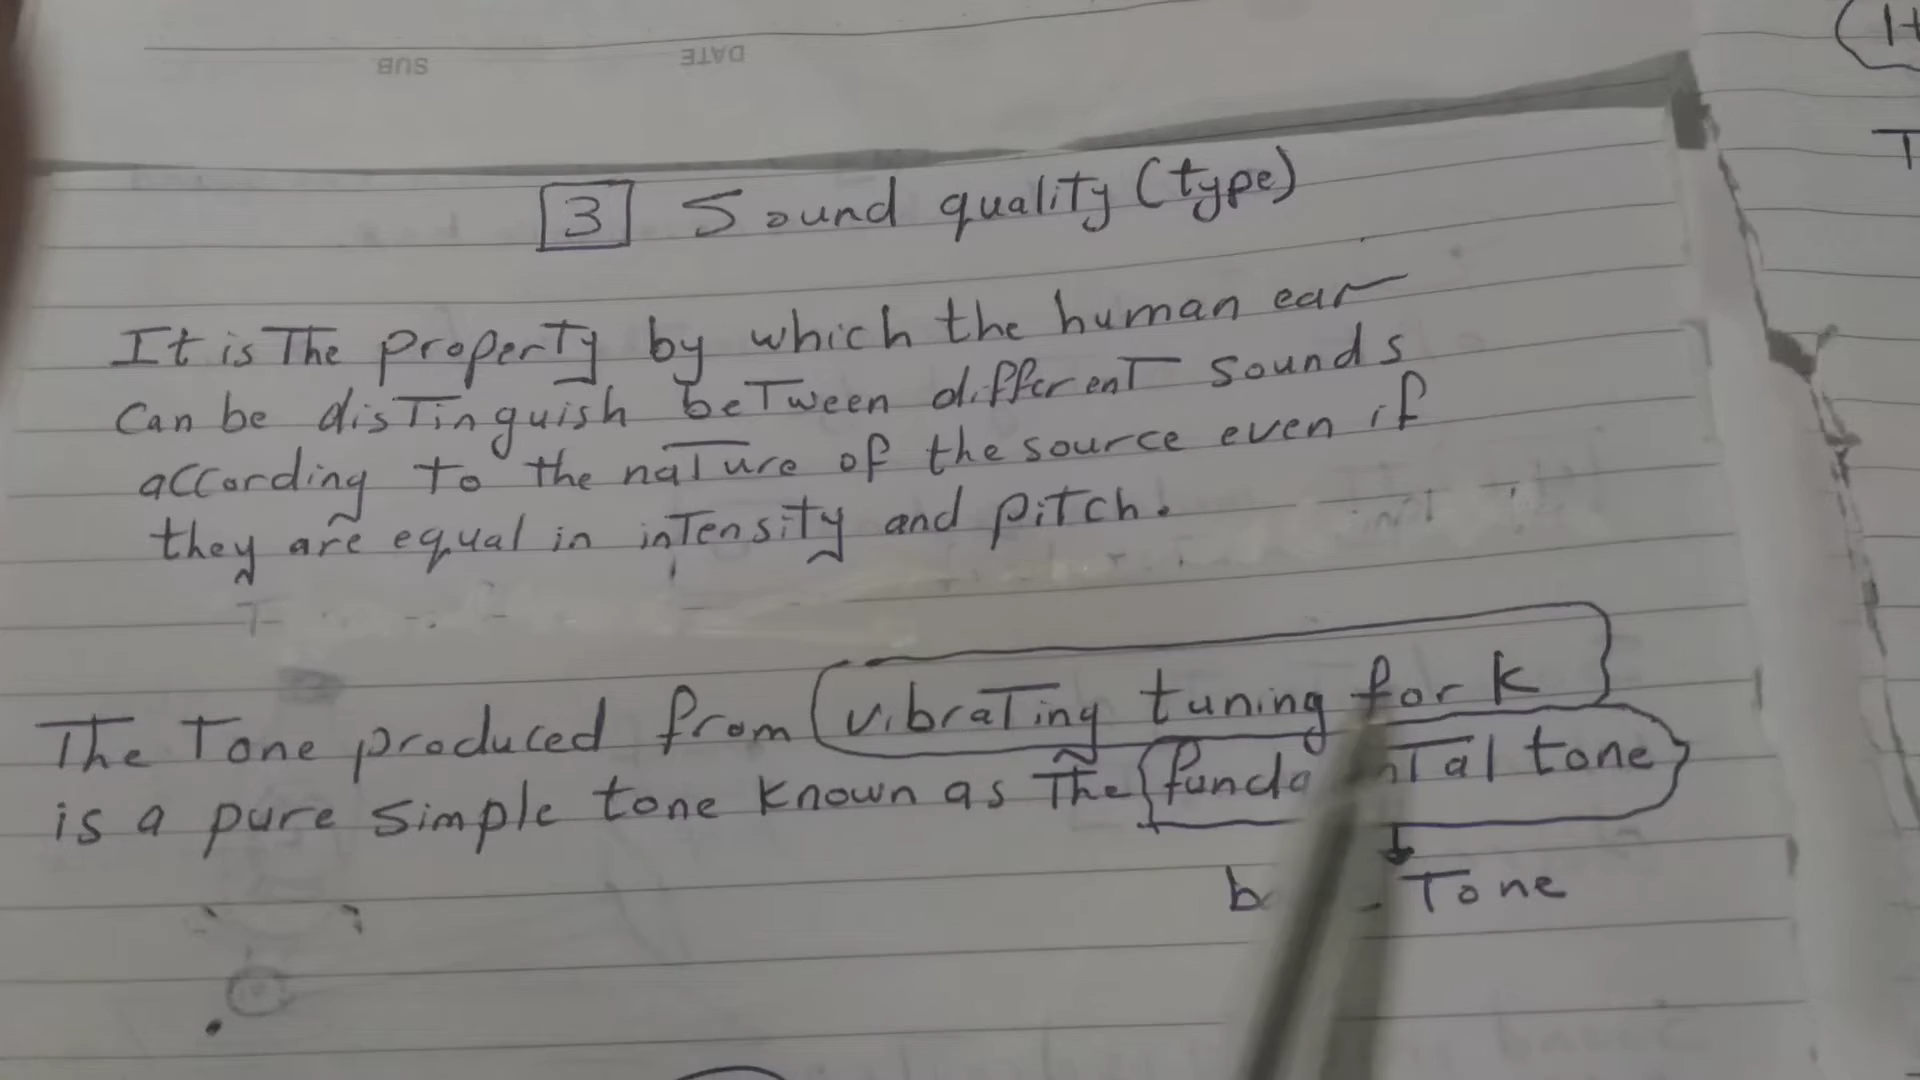 SUB
DATE
3 Sound quality (type)
It is The properTy by which the human ear
Can be disTinguish beTween differenT sounds
according to the naTure of the source even if
they are equal in inTensity and piTch.
The Tone produced from vibraTing tuning fork
is a pure simple tone known as The tone
Tone